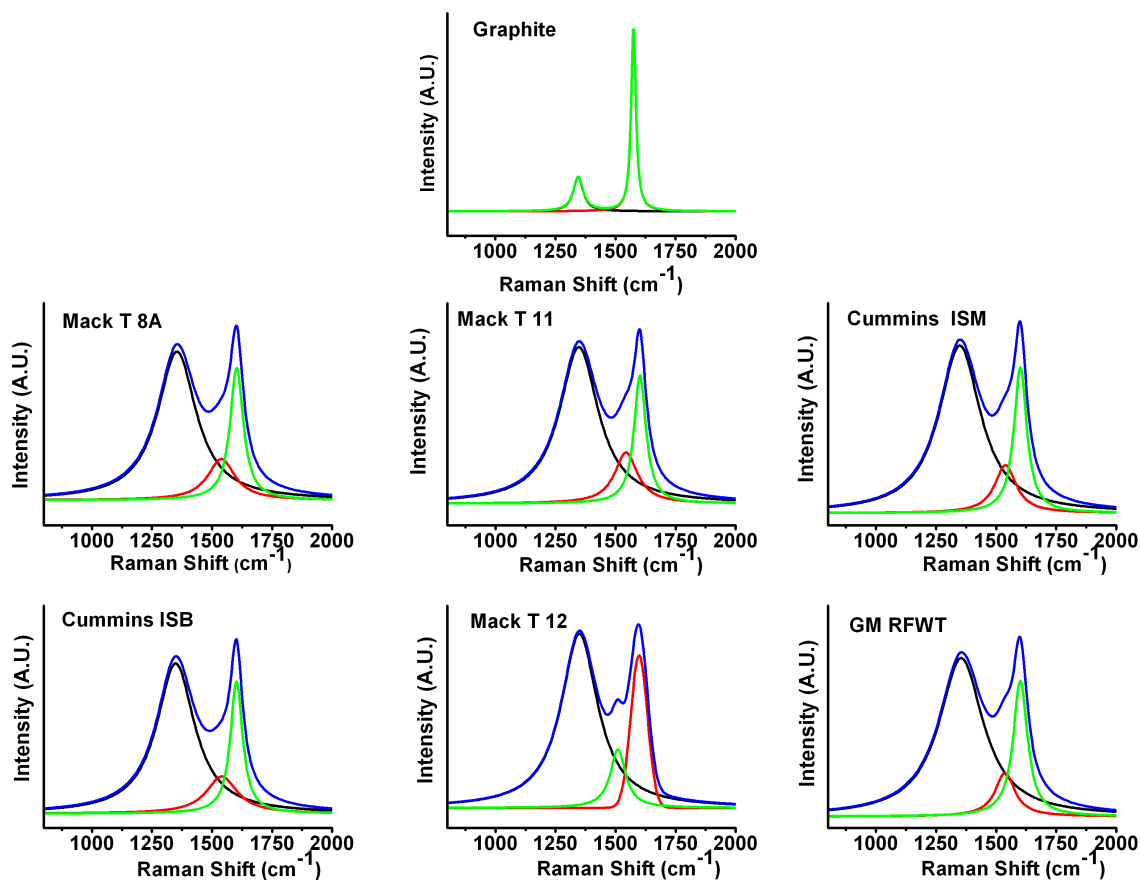 Graphite
Intensity (A.U.)
1000 1250 1500 1750 2000
Raman Shift (cm-1)
Mack T 8A
Intensity (A.U.)
1000 1250 1500 1750 2000
Raman Shift (cm-1)
Mack T 11
Intensity (A.U.)
1000 1250 1500 1750 2000
Raman Shift (cm-1)
Cummins ISM
Intensity (A.U.)
1000 1250 1500 1750 2000
Raman Shift (cm-1)
Cummins ISB
Intensity (A.U.)
1000 1250 1500 1750 2000
Raman Shift (cm-1)
Mack T 12
Intensity (A.U.)
1000 1250 1500 1750 2000
Raman Shift (cm-1)
GM RFWT
Intensity (A.U.)
1000 1250 1500 1750 2000
Raman Shift (cm-1)